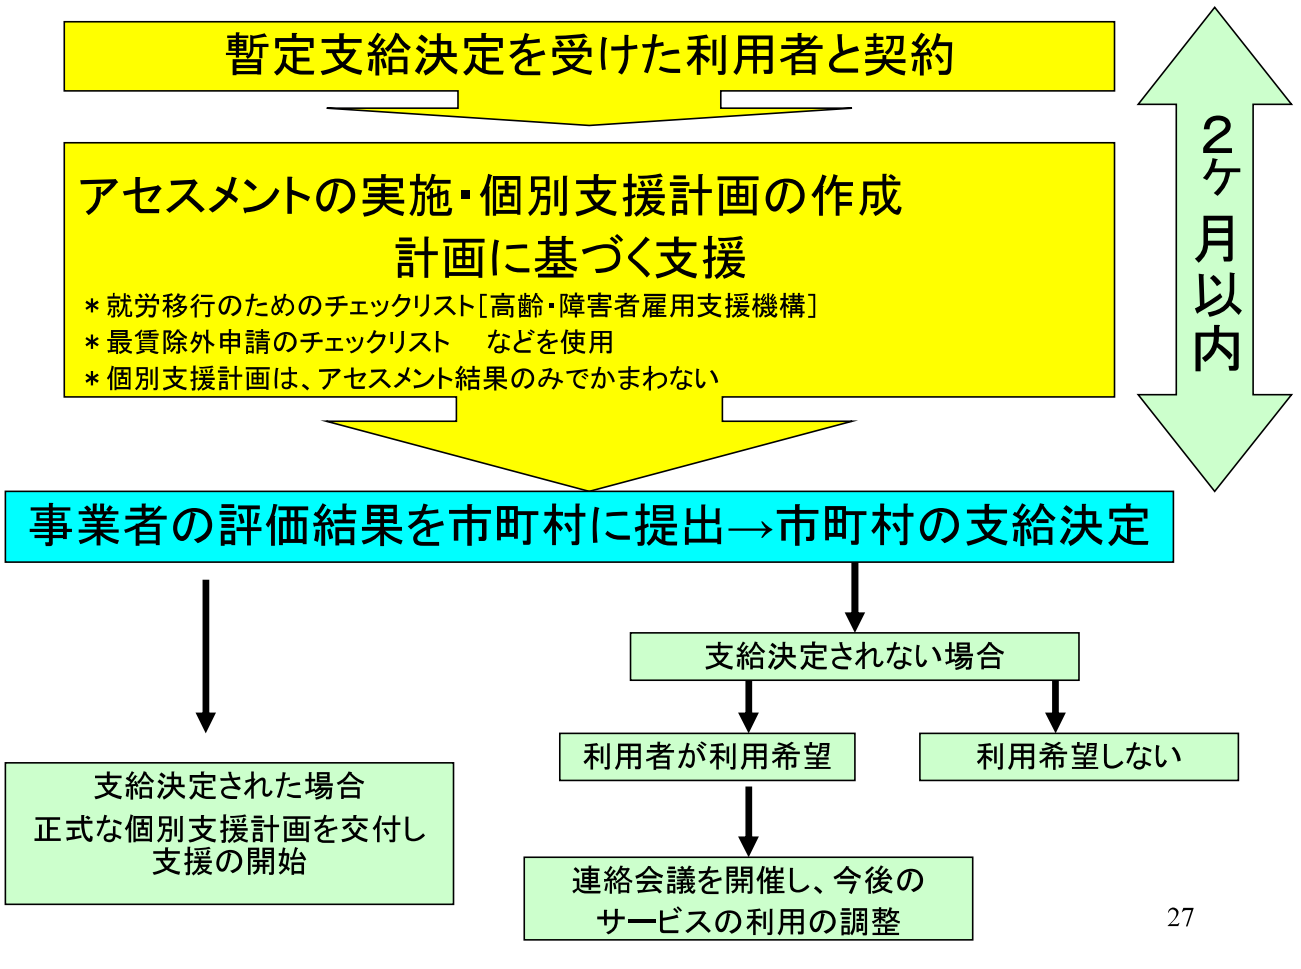 暫定支給決定を受けた利用者と契約
アセスメントの実施・個別支援計画の作成
計画に基づく支援
＊就労移行のためのチェックリスト[高齢・障害者雇用支援機構]
＊最賃除外申請のチェックリスト　などを使用
＊個別支援計画は、アセスメント結果のみでかまわない
２ヶ月以内
事業者の評価結果を市町村に提出→市町村の支給決定
支給決定されない場合
利用者が利用希望
利用希望しない
支給決定された場合
正式な個別支援計画を交付し
支援の開始
連絡会議を開催し、今後の
サービスの利用の調整
27